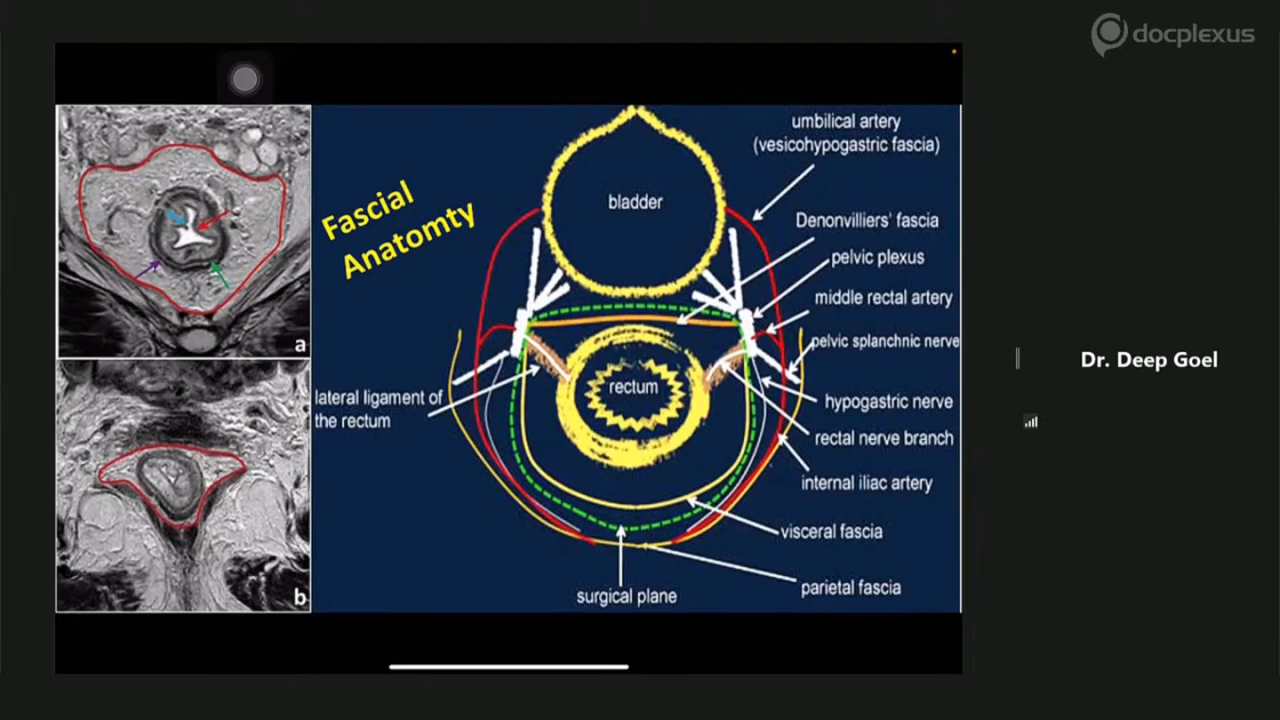 docplexus
Fascial
Anatomty
a
b
bladder
rectum
umbilical artery
(vesicohypogastric fascia)
Denonvilliers' fascia
pelvic plexus
middle rectal artery
pelvic splanchnic nerve
hypogastric nerve
rectal nerve branch
internal iliac artery
visceral fascia
parietal fascia
surgical plane
lateral ligament of
the rectum
Dr. Deep Goel